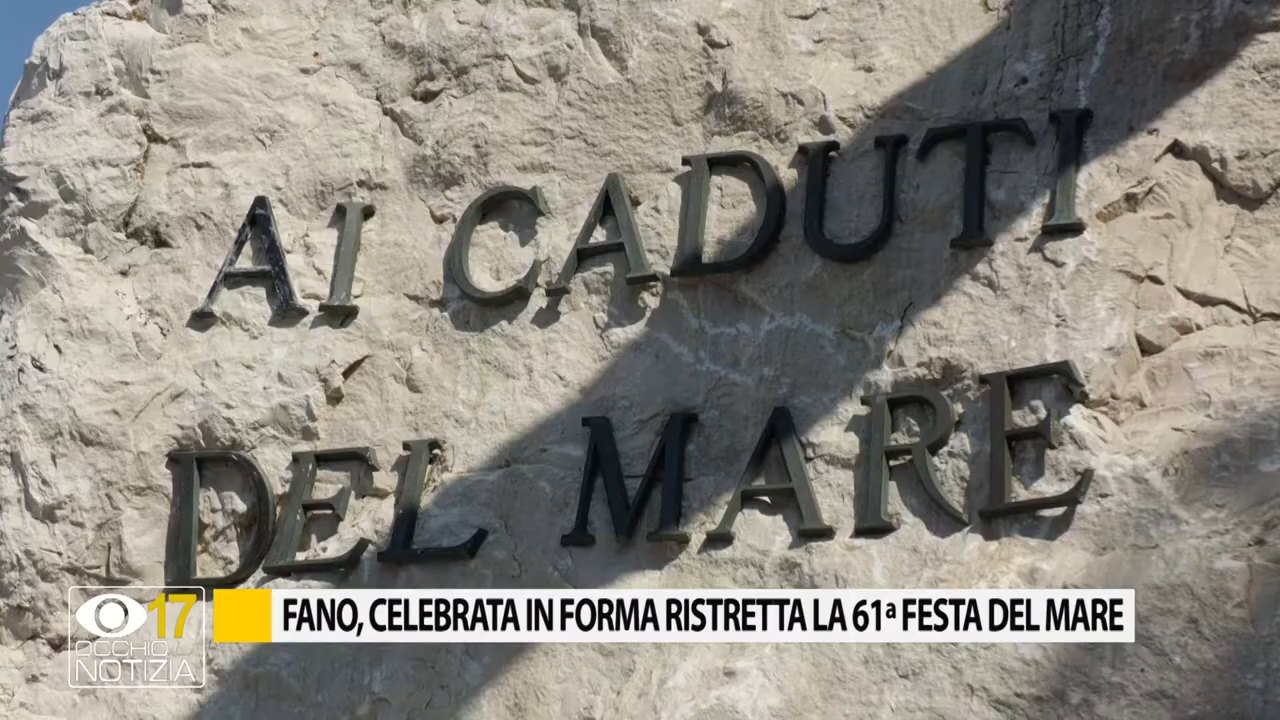 AI CADUTI
DEL MARE
17
OCCHIO
NOTIZIA
FANO, CELEBRATA IN FORMA RISTRETTA LA 61ª FESTA DEL MARE